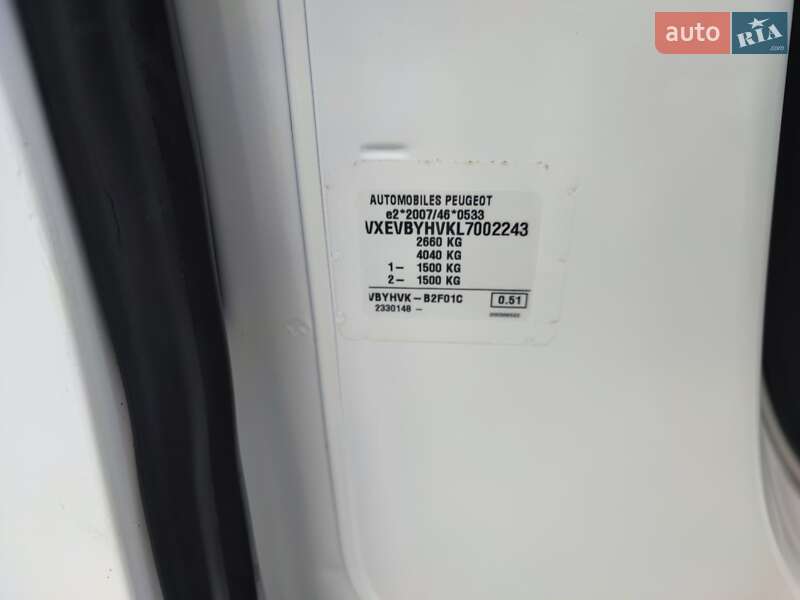 auto RIA
.com
AUTOMOBILES PEUGEOT
e2*2007/46*0533
VXEVBYHVKL7002243
2660 KG
4040 KG
1- 1500 KG
2- 1500 KG
VBYHVK-B2F01C 0.51
2330148 -